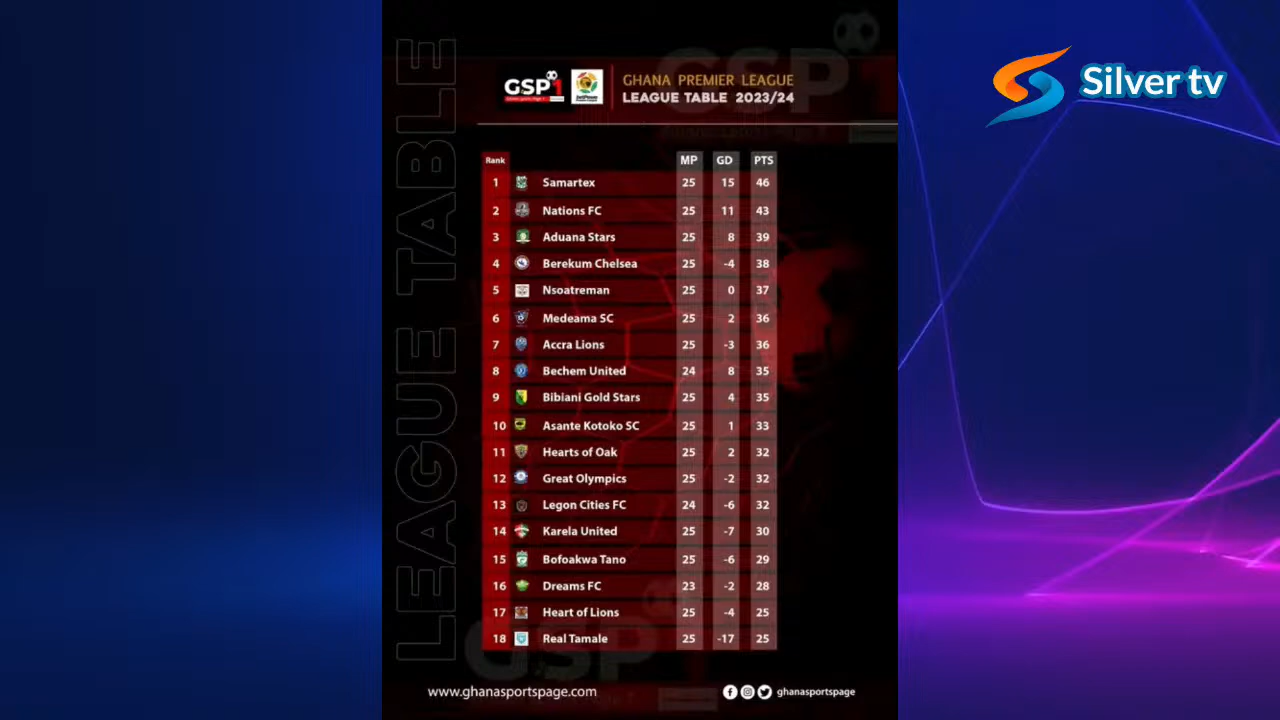 Silver tv
GSP1
GHANA PREMIER LEAGUE
LEAGUE TABLE 2023/24
LEAGUE TABLE
Rank MP GD PTS
1 Samartex 25 15 46
2 Nations FC 25 11 43
3 Aduana Stars 25 8 39
4 Berekum Chelsea 25 -4 38
5 Nsoatreman 25 0 37
6 Medeama SC 25 2 36
7 Accra Lions 25 -3 36
8 Bechem United 24 8 35
9 Bibiani Gold Stars 25 4 35
10 Asante Kotoko SC 25 1 33
11 Hearts of Oak 25 2 32
12 Great Olympics 25 -2 32
13 Legon Cities FC 24 -6 32
14 Karela United 25 -7 30
15 Bofoakwa Tano 25 -6 29
16 Dreams FC 23 -2 28
17 Heart of Lions 25 -4 25
18 Real Tamale 25 -17 25
GSP
www.ghanasportspage.com
ghanasportspage